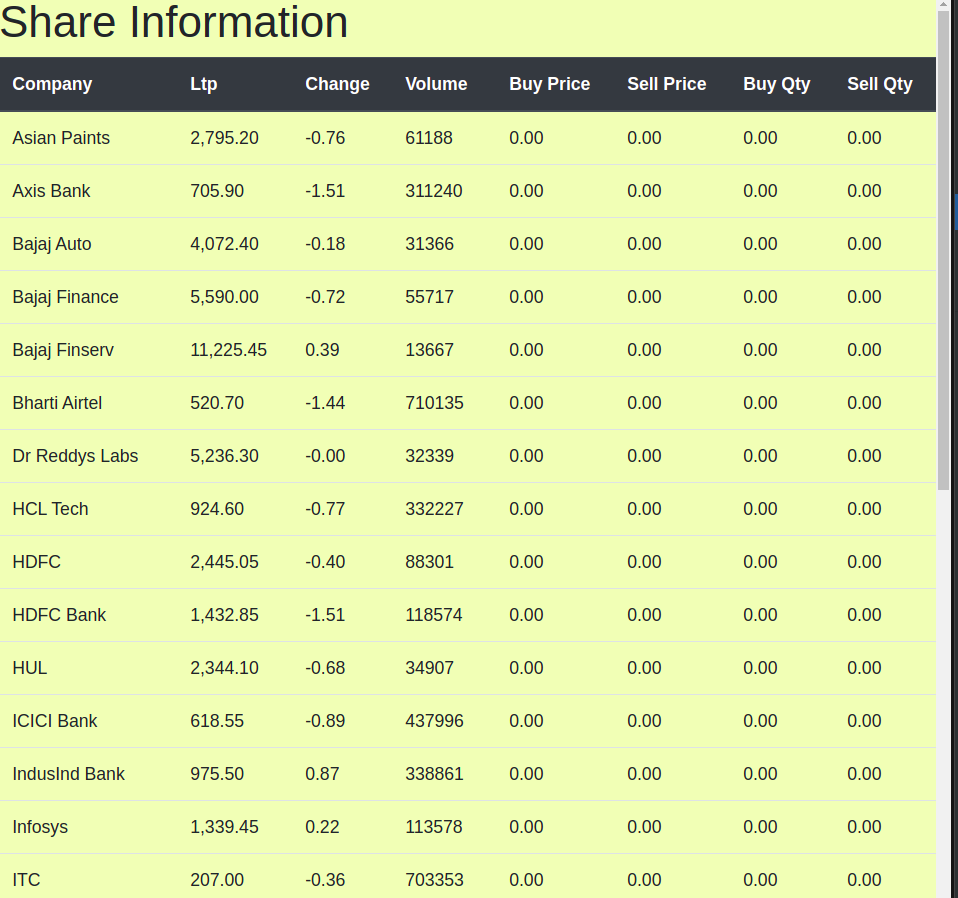 Share Information
Company Ltp Change Volume Buy Price Sell Price Buy Qty Sell Qty
Asian Paints 2,795.20 -0.76 61188 0.00 0.00 0.00 0.00
Axis Bank 705.90 -1.51 311240 0.00 0.00 0.00 0.00
Bajaj Auto 4,072.40 -0.18 31366 0.00 0.00 0.00 0.00
Bajaj Finance 5,590.00 -0.72 55717 0.00 0.00 0.00 0.00
Bajaj Finserv 11,225.45 0.39 13667 0.00 0.00 0.00 0.00
Bharti Airtel 520.70 -1.44 710135 0.00 0.00 0.00 0.00
Dr Reddys Labs 5,236.30 -0.00 32339 0.00 0.00 0.00 0.00
HCL Tech 924.60 -0.77 332227 0.00 0.00 0.00 0.00
HDFC 2,445.05 -0.40 88301 0.00 0.00 0.00 0.00
HDFC Bank 1,432.85 -1.51 118574 0.00 0.00 0.00 0.00
HUL 2,344.10 -0.68 34907 0.00 0.00 0.00 0.00
ICICI Bank 618.55 -0.89 437996 0.00 0.00 0.00 0.00
IndusInd Bank 975.50 0.87 338861 0.00 0.00 0.00 0.00
Infosys 1,339.45 0.22 113578 0.00 0.00 0.00 0.00
ITC 207.00 -0.36 703353 0.00 0.00 0.00 0.00